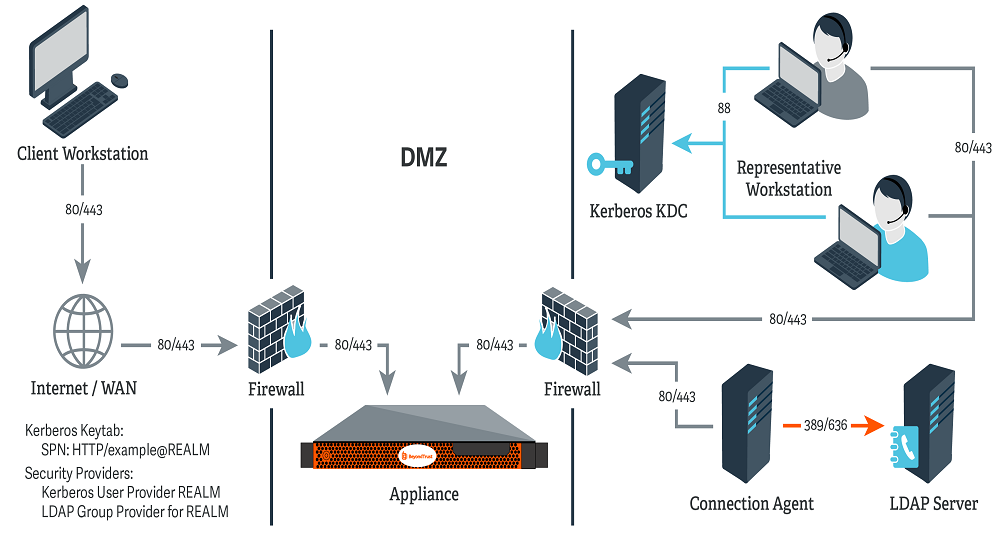 Client Workstation
80/443
Internet / WAN
80/443
Firewall
80/443
Kerberos Keytab:
SPN: HTTP/example@REALM
Security Providers:
Kerberos User Provider REALM
LDAP Group Provider for REALM
DMZ
BeyondTrust
Appliance
80/443
Firewall
Kerberos KDC
88
Representative
Workstation
80/443
80/443
80/443
Connection Agent
389/636
LDAP Server